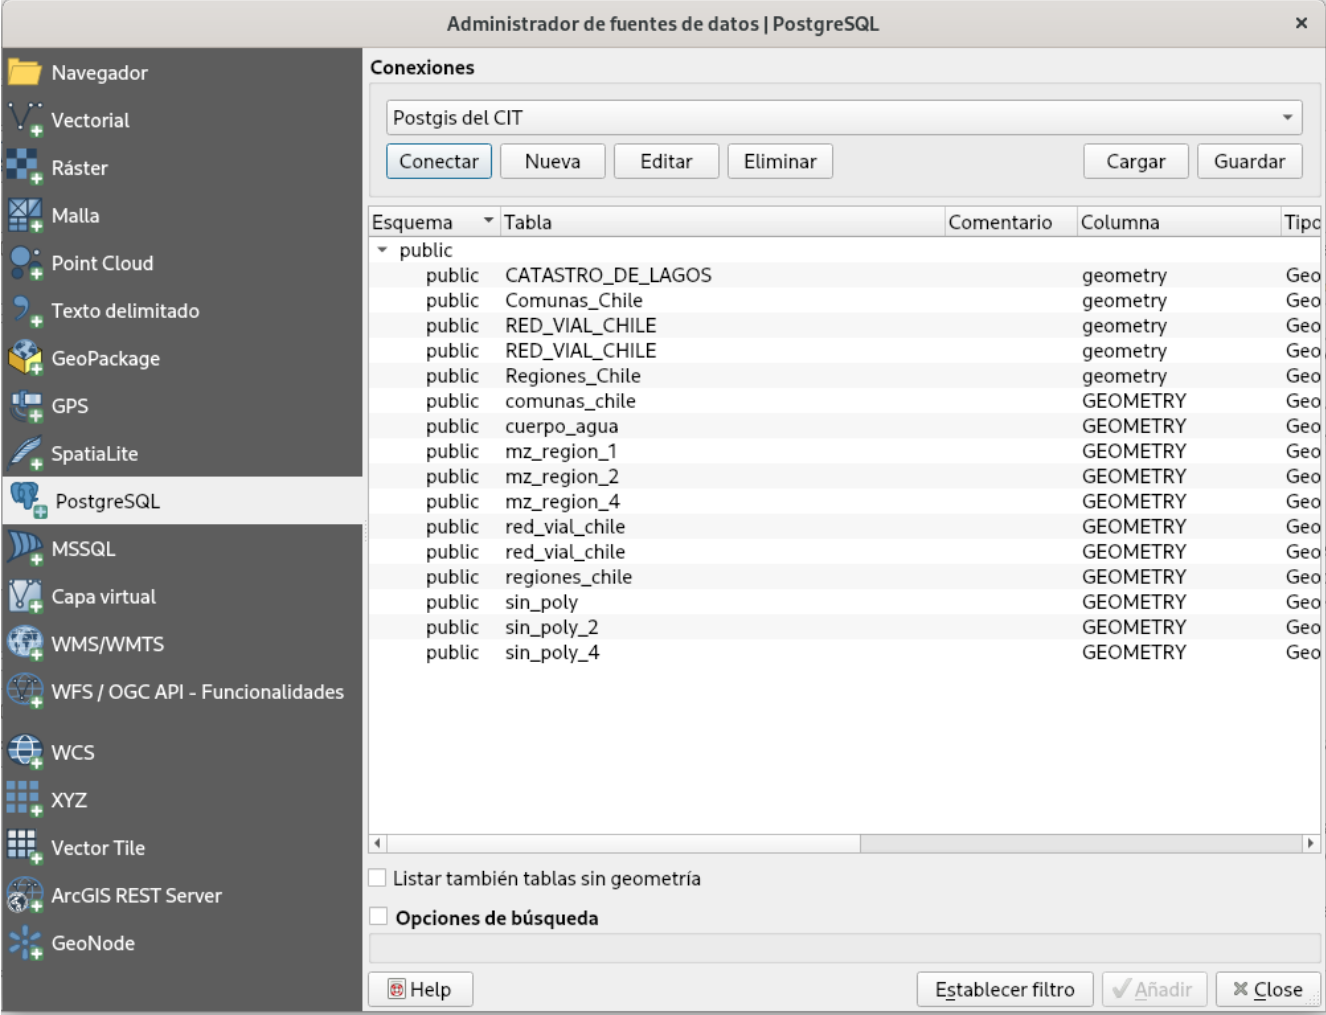 Administrador de fuentes de datos | PostgreSQL
Navegador
Vectorial
Ráster
Malla
Point Cloud
Texto delimitado
GeoPackage
GPS
SpatiaLite
PostgreSQL
MSSQL
Capa virtual
WMS/WMTS
WFS / OGC API - Funcionalidades
WCS
XYZ
Vector Tile
ArcGIS REST Server
GeoNode
Conexiones
Postgis del CIT
Conectar Nueva Editar Eliminar Cargar Guardar
Esquema Tabla Comentario Columna Tipo
public
public CATASTRO_DE_LAGOS geometry Geo
public Comunas_Chile geometry Geo
public RED_VIAL_CHILE geometry Geo
public RED_VIAL_CHILE geometry Geo
public Regiones_Chile geometry Geo
public comunas_chile GEOMETRY Geo
public cuerpo_agua GEOMETRY Geo
public mz_region_1 GEOMETRY Geo
public mz_region_2 GEOMETRY Geo
public mz_region_4 GEOMETRY Geo
public red_vial_chile GEOMETRY Geo
public red_vial_chile GEOMETRY Geo
public regiones_chile GEOMETRY Geo
public sin_poly GEOMETRY Geo
public sin_poly_2 GEOMETRY Geo
public sin_poly_4 GEOMETRY Geo
Listar también tablas sin geometría
Opciones de búsqueda
Help Establecer filtro Añadir Close